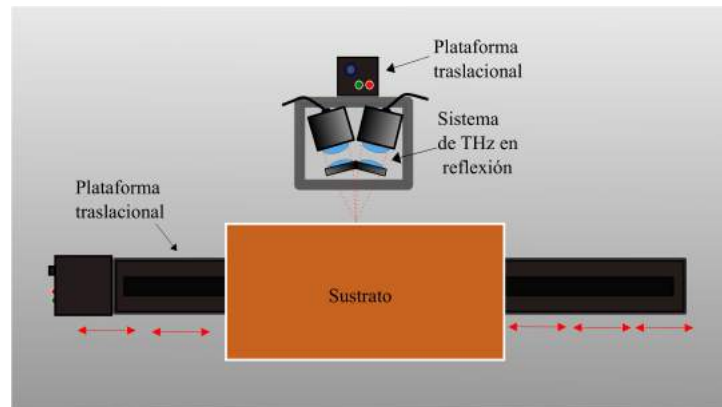 Plataforma
traslacional
Sistema
de THz en
reflexión
Plataforma
traslacional
Sustrato